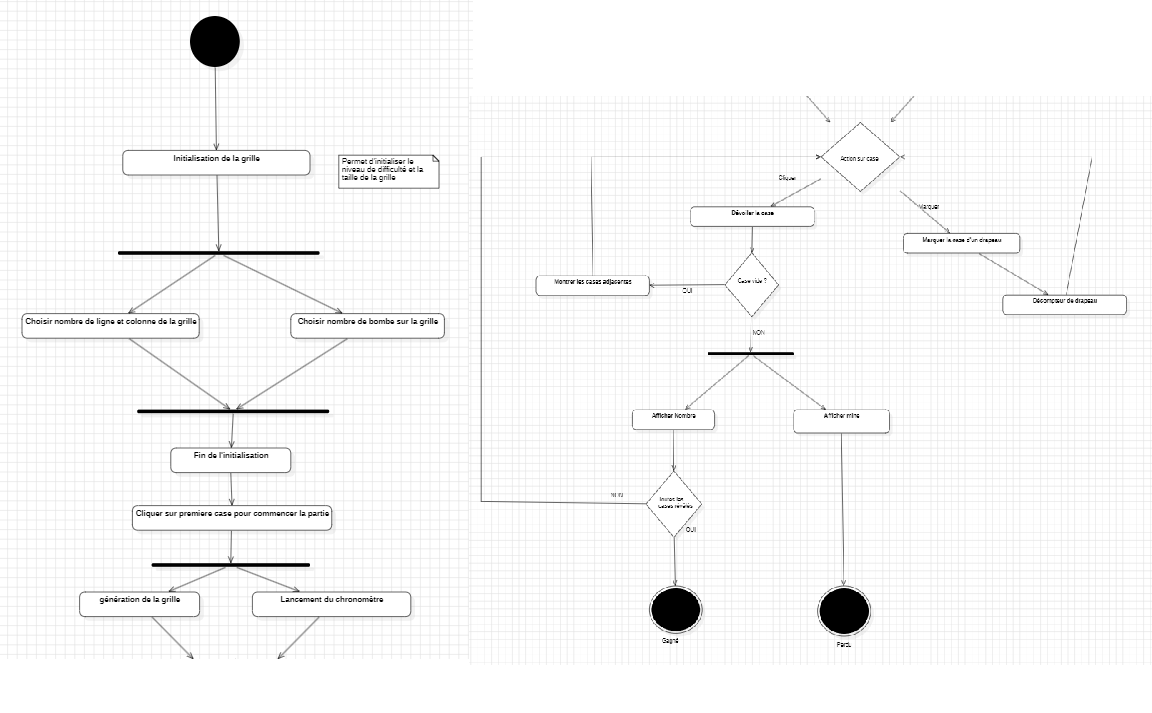 Initialisation de la grille
Permet d'initialiser le
niveau de difficulté et la
taille de la grille
Choisir nombre de ligne et colonne de la grille
Choisir nombre de bombe sur la grille
Fin de l'initialisation
Cliquer sur premiere case pour commencer la partie
génération de la grille
Lancement du chronomètre
Action sur case
Cliquer
Marquer
Dévoiler la case
Marquer la case d'un drapeau
Case vide ?
Montrer les cases adjacentes
OUI
Décompteur de drapeau
NON
Afficher Nombre
Afficher mine
NON
cases
OUI
Gagné
Perdu